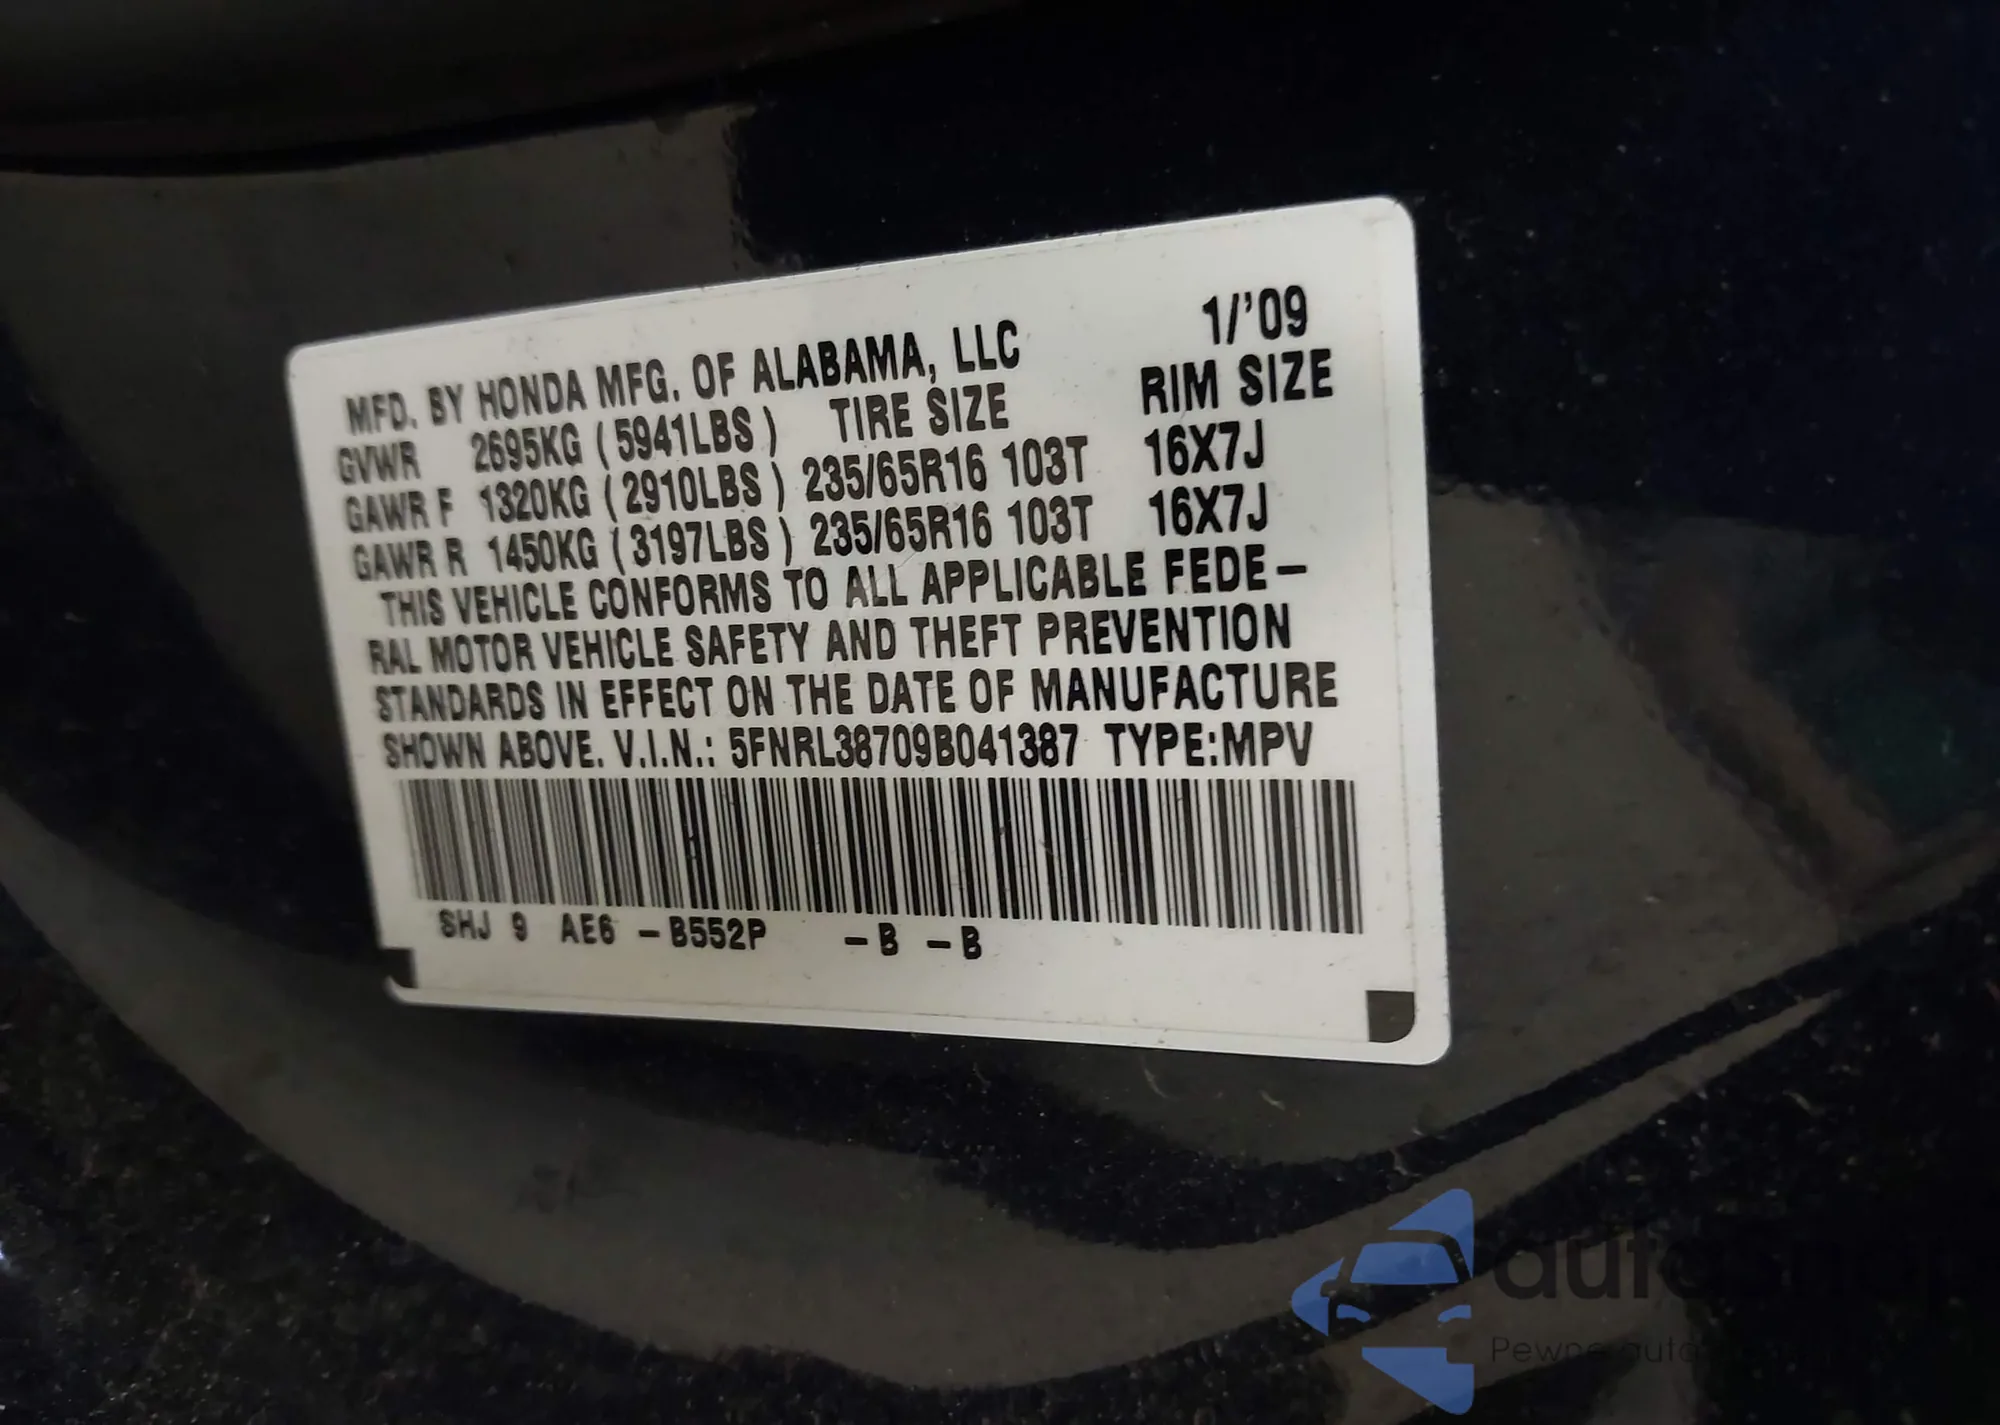 MFD. BY HONDA MFG. OF ALABAMA, LLC 1/'09
GVWR 2695KG (5941LBS) TIRE SIZE RIM SIZE
GAWR F 1320KG (2910LBS) 235/65R16 103T 16X7J
GAWR R 1450KG (3197LBS) 235/65R16 103T 16X7J
THIS VEHICLE CONFORMS TO ALL APPLICABLE FEDE-
RAL MOTOR VEHICLE SAFETY AND THEFT PREVENTION
STANDARDS IN EFFECT ON THE DATE OF MANUFACTURE
SHOWN ABOVE. V.I.N.: 5FNRL38709B041387 TYPE:MPV
SHJ 9 AE6 -B552P -B -B
Pewne auto